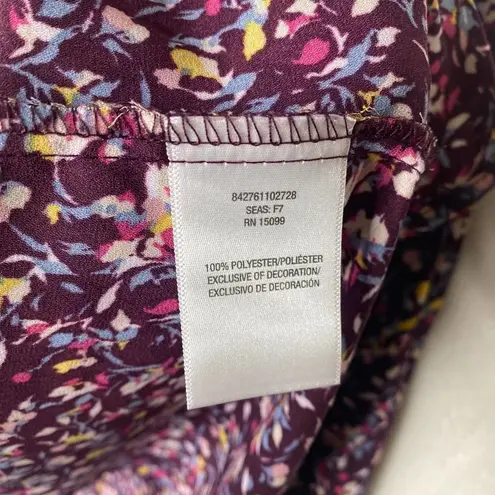 842761102728
SEAS: F7
RN 15099
100% POLYESTER/POLIÉSTER
EXCLUSIVE OF DECORATION/
EXCLUSIVO DE DECORACIÓN